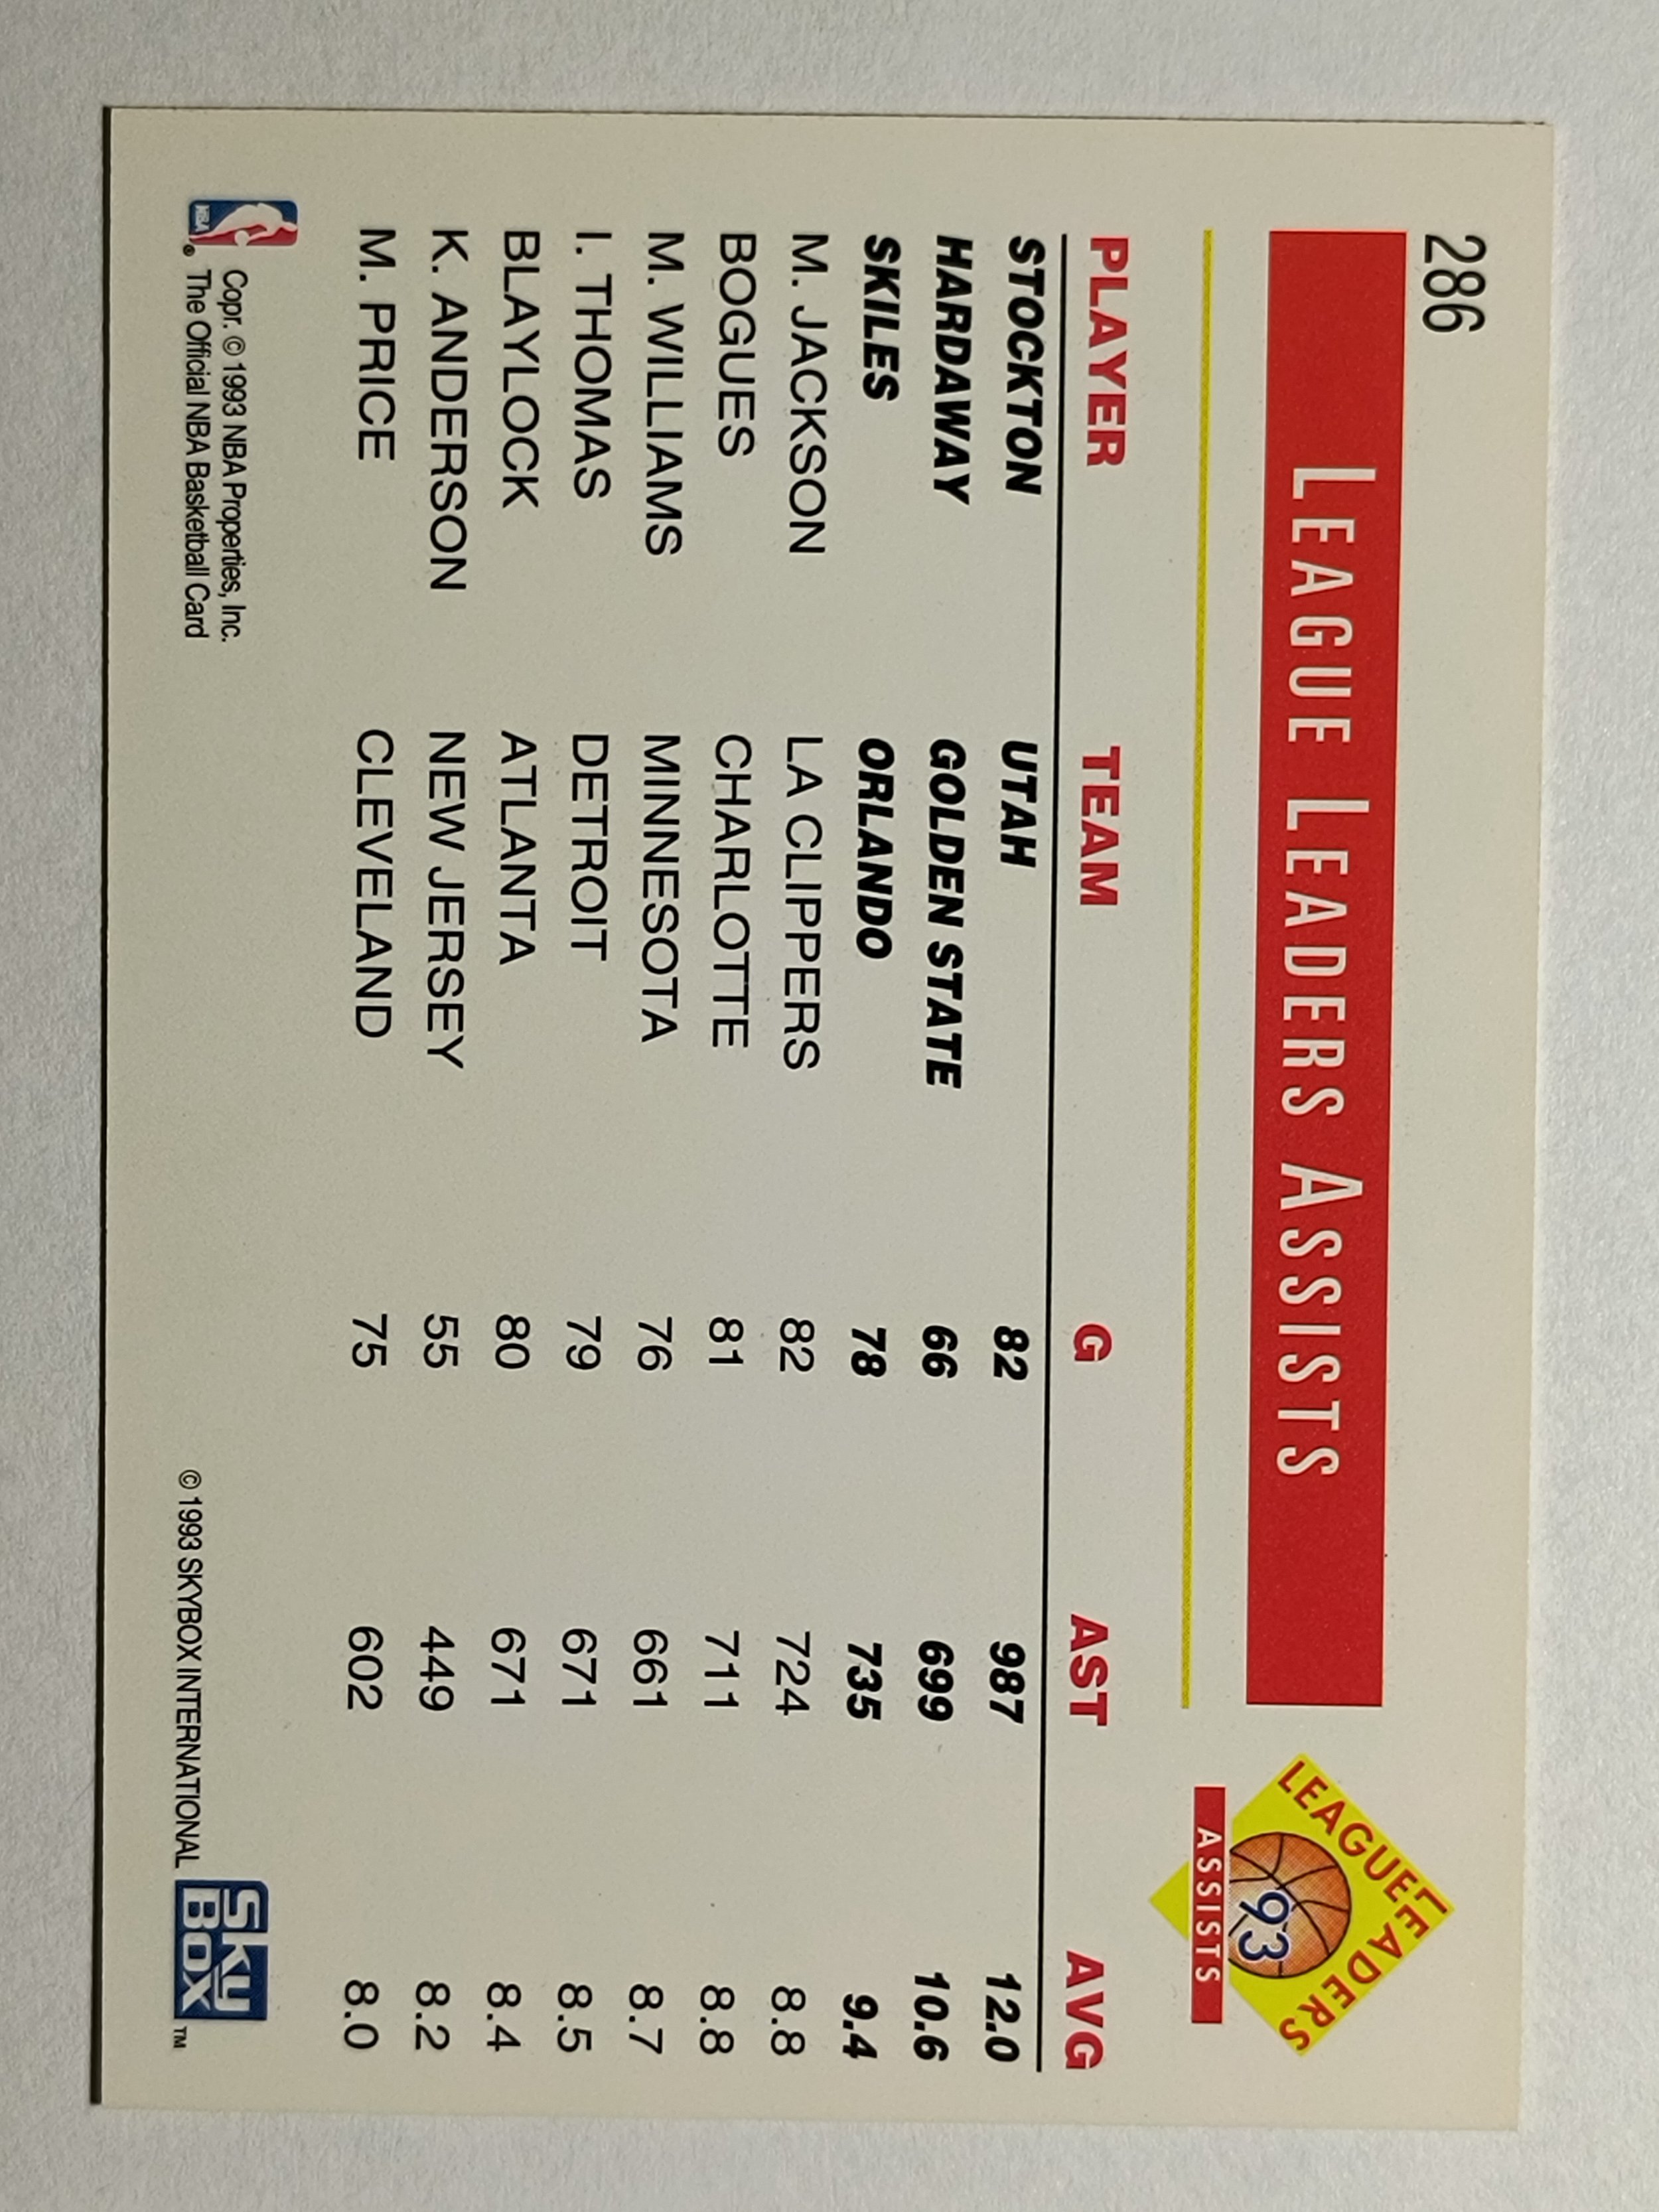 286
LEAGUE LEADERS ASSISTS
LEAGUE LEADERS
93
ASSISTS
PLAYER TEAM G AST AVG
STOCKTON UTAH 82 987 12.0
HARDAWAY GOLDEN STATE 66 699 10.6
SKILES ORLANDO 78 735 9.4
M. JACKSON LA CLIPPERS 82 724 8.8
BOGUES CHARLOTTE 81 711 8.8
M. WILLIAMS MINNESOTA 76 661 8.7
I. THOMAS DETROIT 79 671 8.5
BLAYLOCK ATLANTA 80 671 8.4
K. ANDERSON NEW JERSEY 55 449 8.2
M. PRICE CLEVELAND 75 602 8.0
NBA ®
Copr. © 1993 NBA Properties, Inc.
The Official NBA Basketball Card
© 1993 SKYBOX INTERNATIONAL
SKY
BOX ™